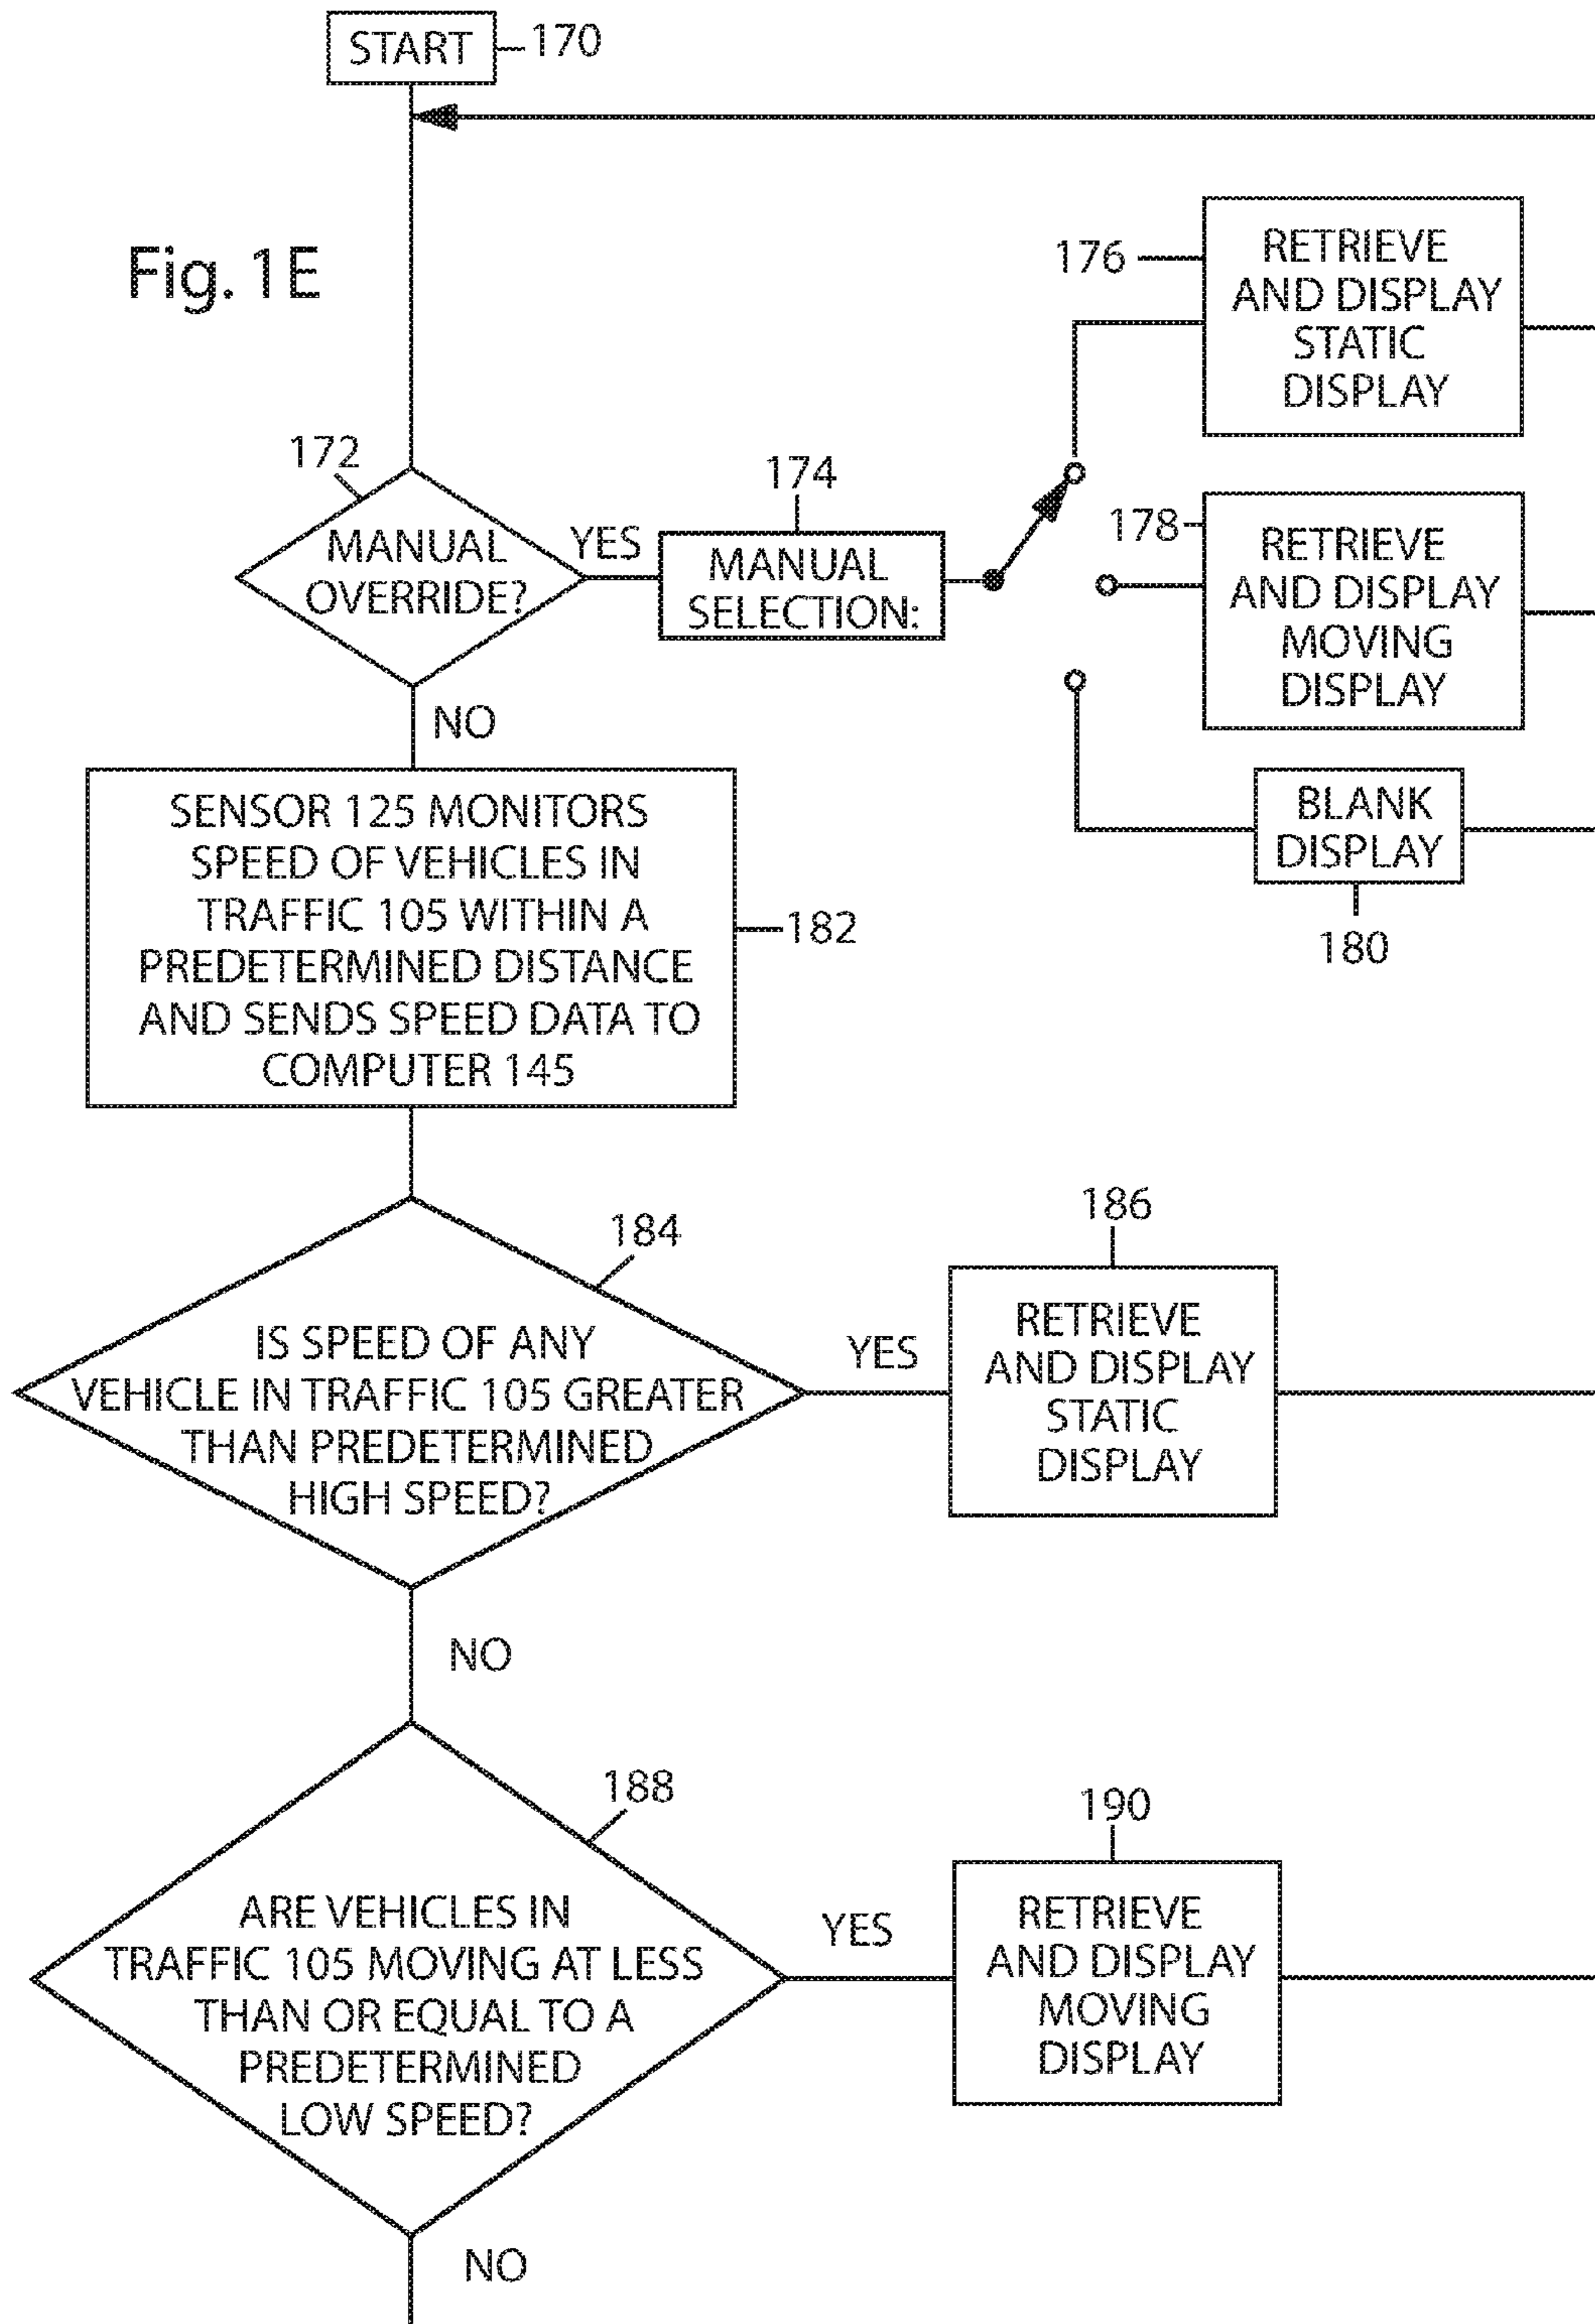 START
170
Fig. 1E
176
RETRIEVE
AND DISPLAY
STATIC
DISPLAY
172
MANUAL
OVERRIDE?
YES
174
MANUAL
SELECTION:
178
RETRIEVE
AND DISPLAY
MOVING
DISPLAY
NO
BLANK
DISPLAY
180
SENSOR 125 MONITORS
SPEED OF VEHICLES IN
TRAFFIC 105 WITHIN A
PREDETERMINED DISTANCE
AND SENDS SPEED DATA TO
COMPUTER 145
182
184
IS SPEED OF ANY
VEHICLE IN TRAFFIC 105 GREATER
THAN PREDETERMINED
HIGH SPEED?
YES
186
RETRIEVE
AND DISPLAY
STATIC
DISPLAY
NO
188
ARE VEHICLES IN
TRAFFIC 105 MOVING AT LESS
THAN OR EQUAL TO A
PREDETERMINED
LOW SPEED?
YES
190
RETRIEVE
AND DISPLAY
MOVING
DISPLAY
NO